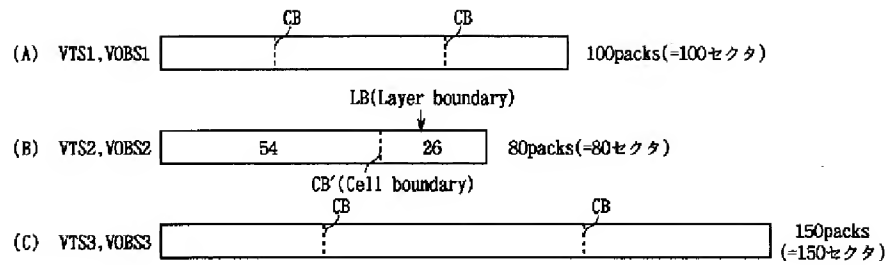 CB CB
(A) VTS1,VOBS1 100packs(=100セクタ)
LB(Layer boundary)
(B) VTS2,VOBS2 54 26 80packs(=80セクタ)
CB'(Cell boundary)
CB CB
(C) VTS3,VOBS3 150packs
(=150セクタ)